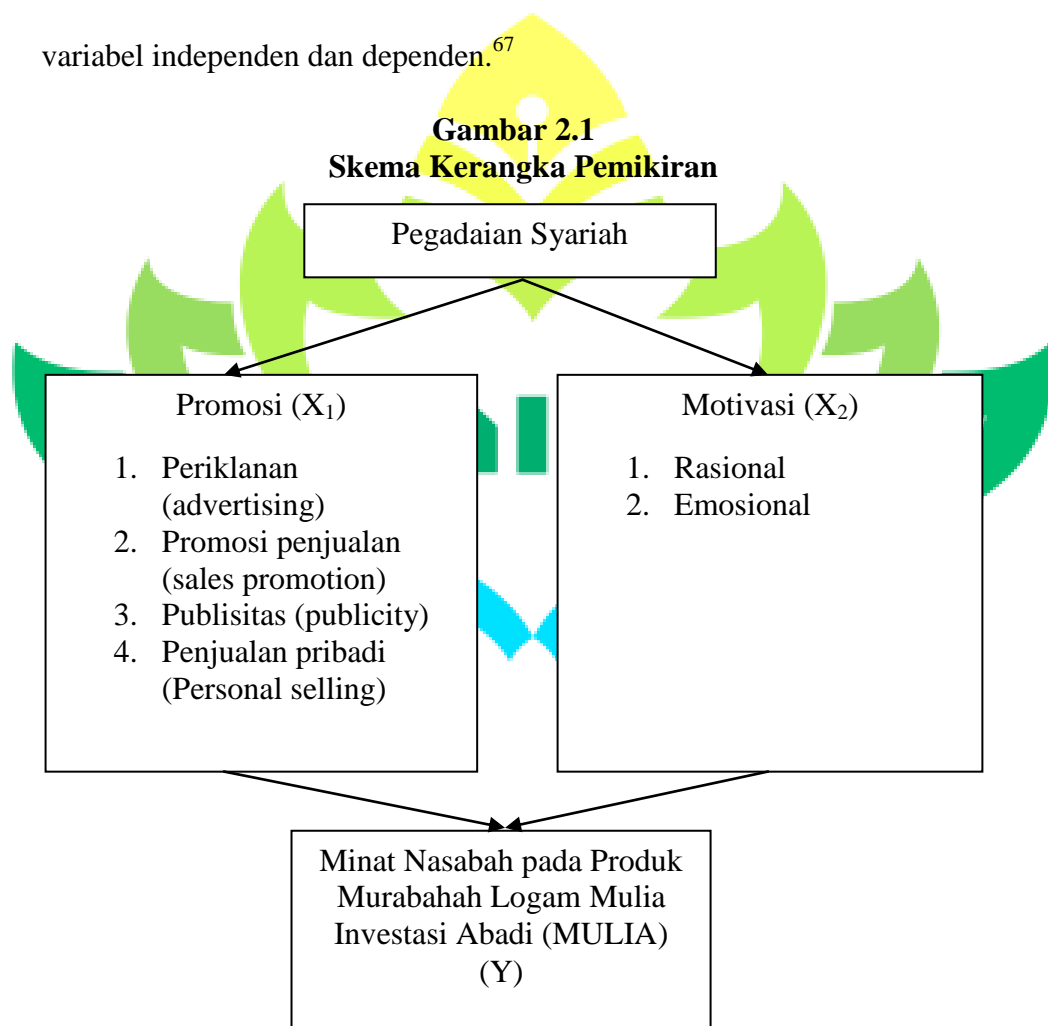 variabel independen dan dependen.67
Gambar 2.1
Skema Kerangka Pemikiran
Pegadaian Syariah
Promosi (X1)
1. Periklanan
(advertising)
2. Promosi penjualan
(sales promotion)
3. Publisitas (publicity)
4. Penjualan pribadi
(Personal selling)
Motivasi (X2)
1. Rasional
2. Emosional
Minat Nasabah pada Produk
Murabahah Logam Mulia
Investasi Abadi (MULIA)
(Y)